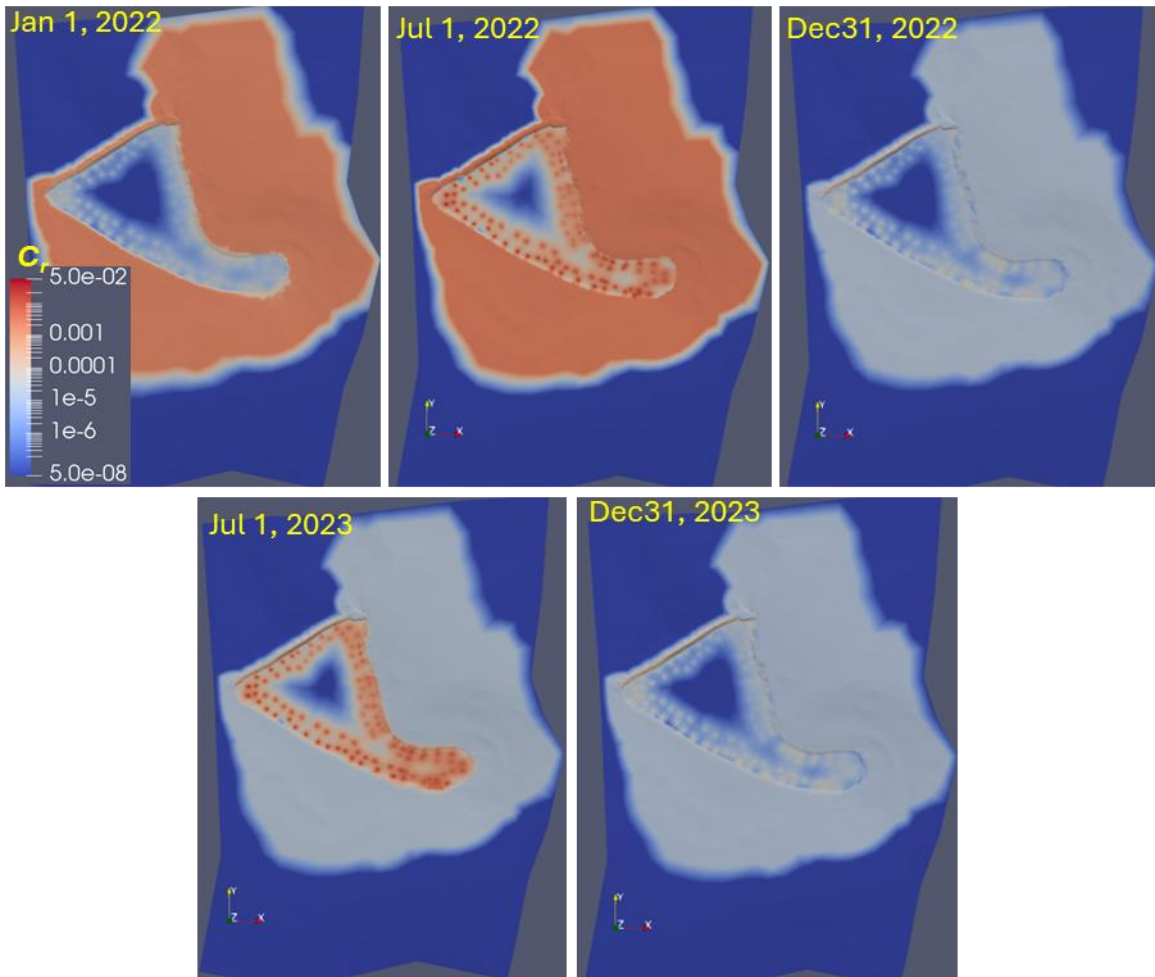 Jan 1, 2022
Jul 1, 2022
Dec31, 2022
Cr
5.0e-02
0.001
0.0001
1e-5
1e-6
5.0e-08
Y
Z
X
Y
Z
X
Jul 1, 2023
Dec31, 2023
Y
Z
X
Y
Z
X